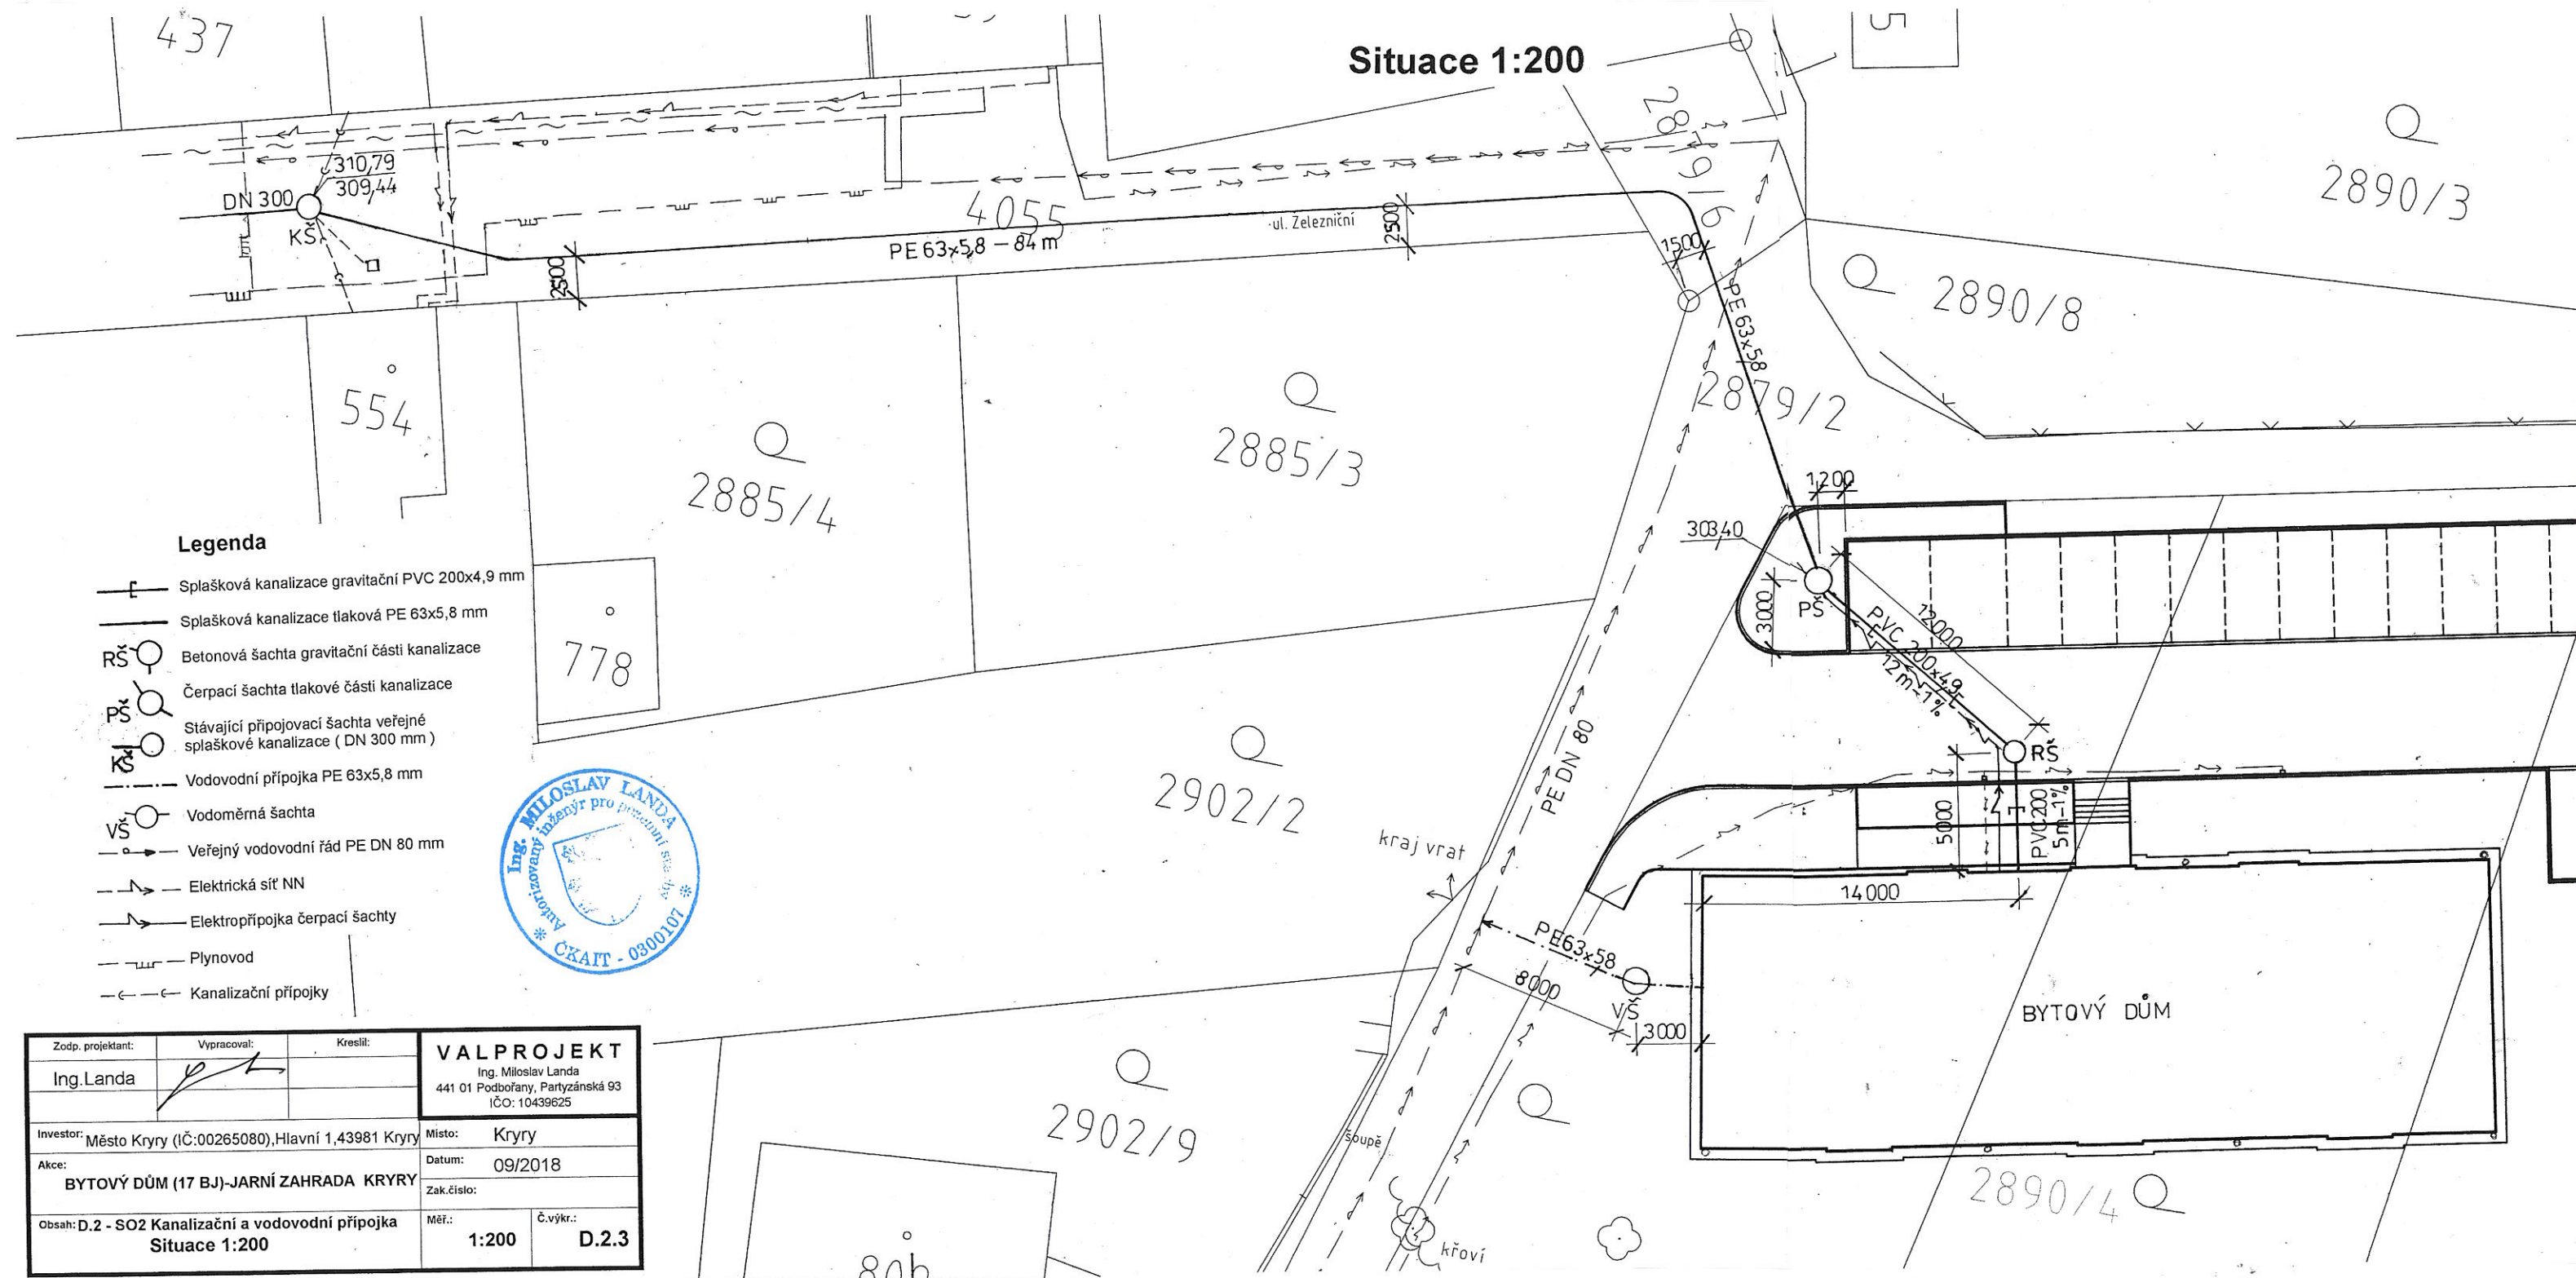 437
Situace 1:200
5
2879/6
2890/3
310,79
309,44
DN 300
KŠ
4055
PE 63x5,8 - 84 m
ul. Železniční
2500
2500
1500
PE 63x58
2890/8
2879/2
554
2885/4
2885/3
1200
30340
3000
PŠ
12000
PVC 200x4,9
12 m-1%
RŠ
778
2902/2
PE DN 80
kraj vrat
5000
PVC200
5m-1%
14000
PE63x58
8000
VŠ
3000
BYTOVÝ DŮM
2902/9
šoupě
křoví
2890/4
80b
Legenda
Splašková kanalizace gravitační PVC 200x4,9 mm
Splašková kanalizace tlaková PE 63x5,8 mm
RŠ Betonová šachta gravitační části kanalizace
PŠ Čerpací šachta tlakové části kanalizace
Stávající připojovací šachta veřejné
KŠ splaškové kanalizace ( DN 300 mm )
Vodovodní přípojka PE 63x5,8 mm
VŠ Vodoměrná šachta
Veřejný vodovodní řád PE DN 80 mm
Elektrická síť NN
Elektropřípojka čerpací šachty
Plynovod
Kanalizační přípojky
Ing. MILOSLAV LANDA
Autorizovaný inženýr pro pozemní stavby
ČKAIT - 0300107
Zodp. projektant: Vypracoval: Kreslil:
Ing.Landa
VALPROJEKT
Ing. Miloslav Landa
441 01 Podbořany, Partyzánská 93
IČO: 10439625
Investor: Město Kryry (IČ:00265080),Hlavní 1,43981 Kryry
Místo: Kryry
Akce:
BYTOVÝ DŮM (17 BJ)-JARNÍ ZAHRADA KRYRY
Datum: 09/2018
Zak.číslo:
Obsah: D.2 - SO2 Kanalizační a vodovodní přípojka
Situace 1:200
Měř.:
1:200
Č.výkr.:
D.2.3